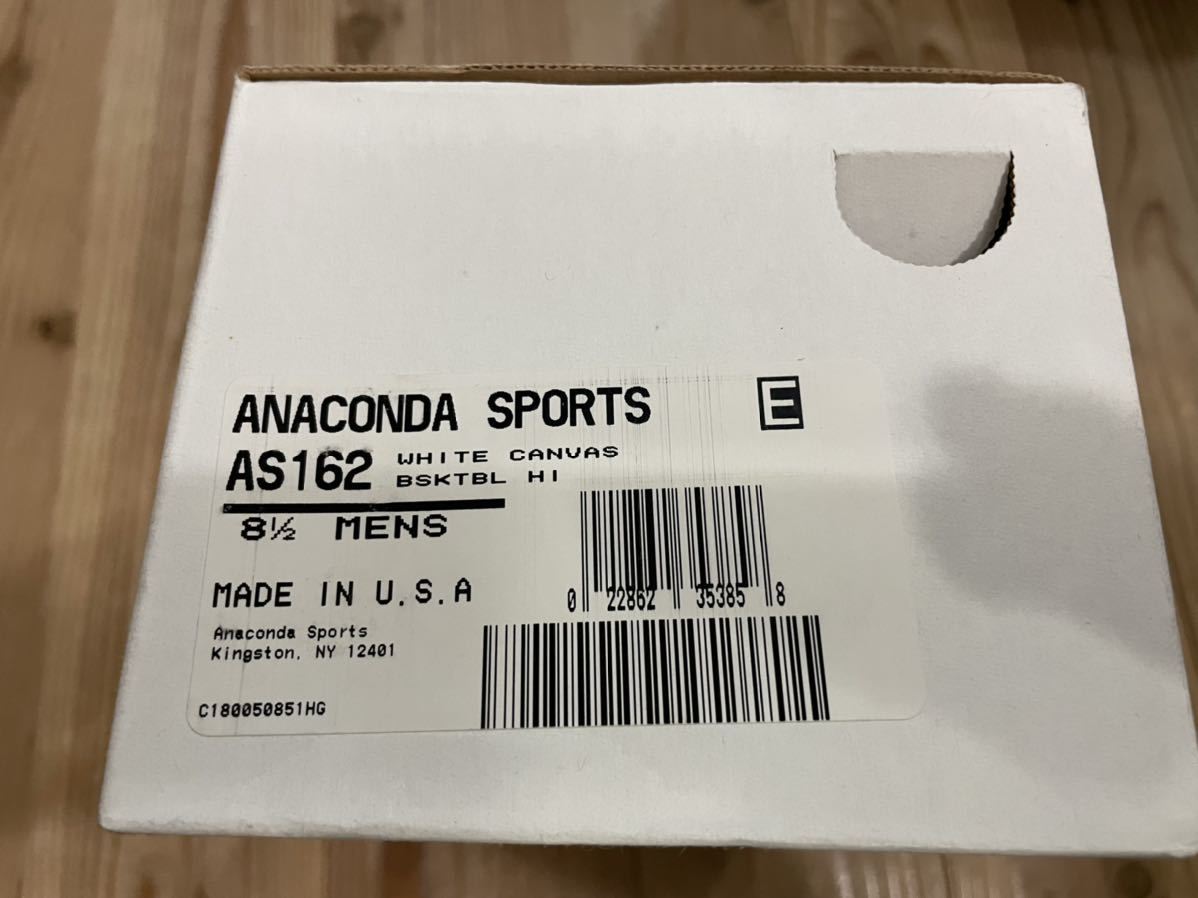 ANACONDA SPORTS E
AS162 WHITE CANVAS
BSKTBL HI
8½ MENS
MADE IN U.S.A
0 22862 35385 8
Anaconda Sports
Kingston, NY 12401
C180050851HG